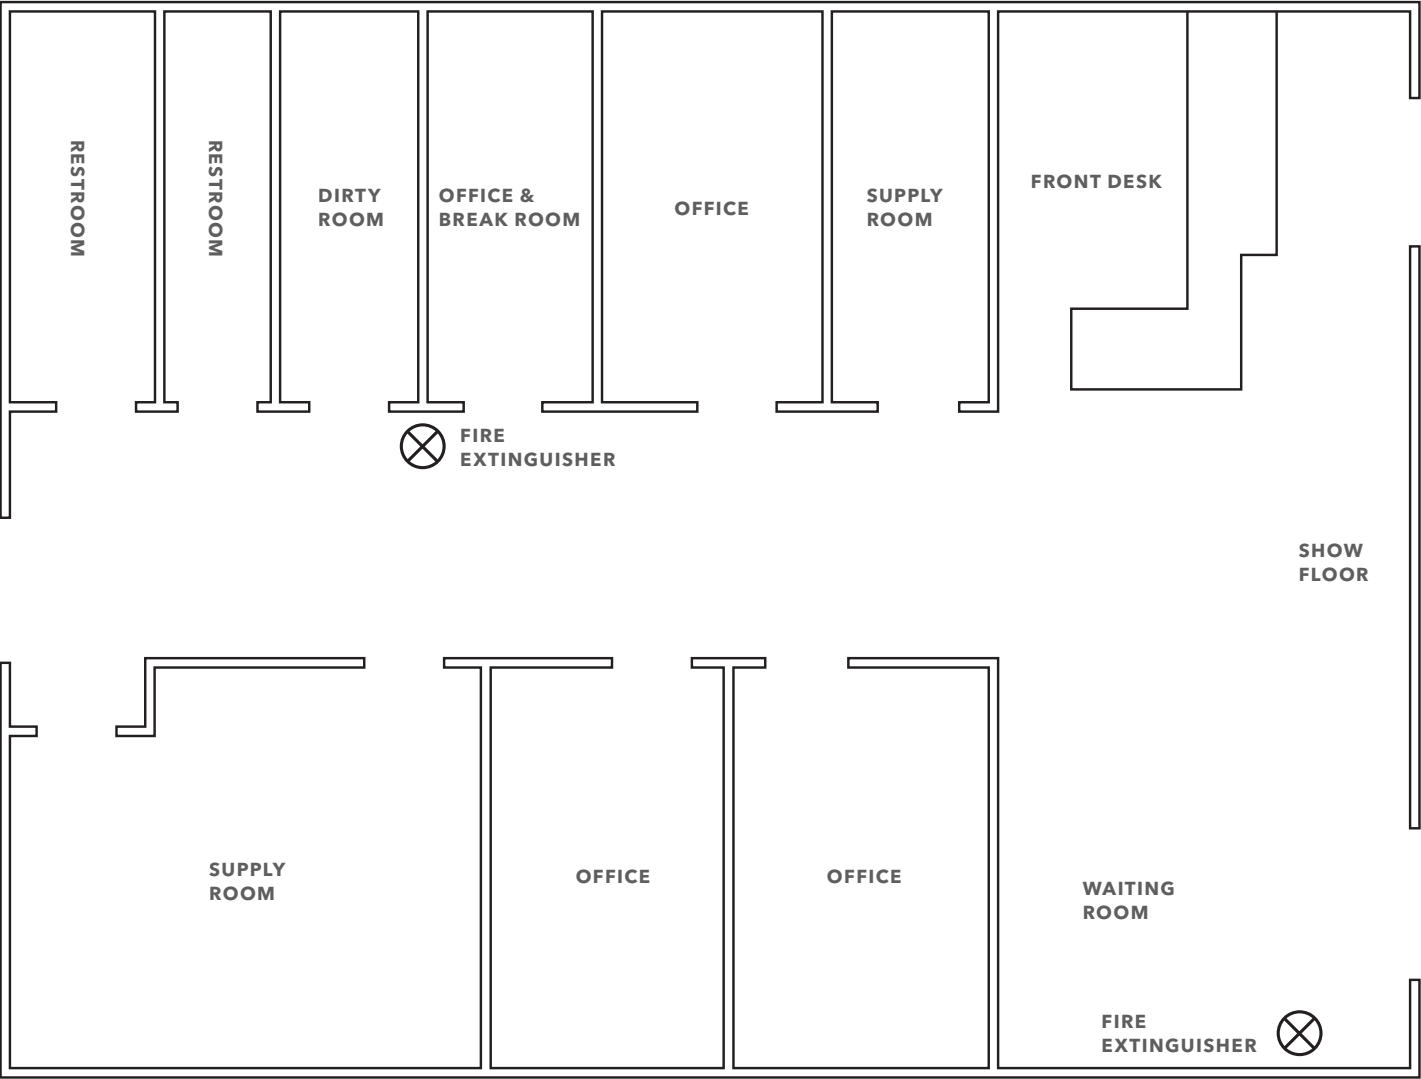 RESTROOM
RESTROOM
DIRTY
ROOM
OFFICE &
BREAK ROOM
OFFICE
SUPPLY
ROOM
FRONT DESK
FIRE
EXTINGUISHER
SHOW
FLOOR
SUPPLY
ROOM
OFFICE
OFFICE
WAITING
ROOM
FIRE
EXTINGUISHER